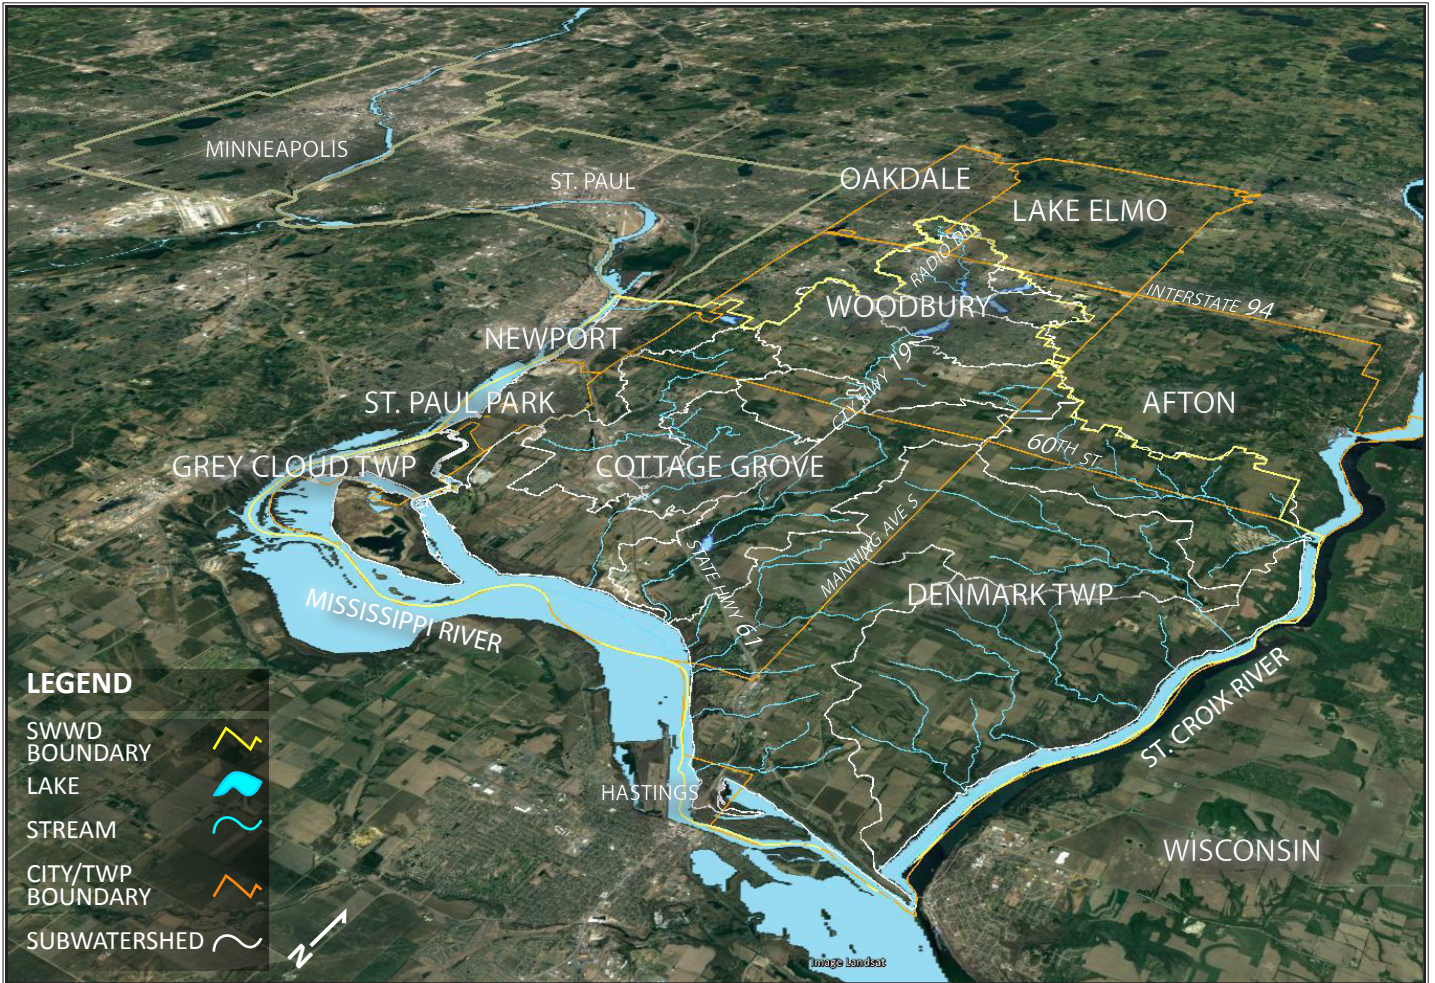 MINNEAPOLIS
ST. PAUL
OAKDALE
LAKE ELMO
RADIO DR
INTERSTATE 94
WOODBURY
NEWPORT
CTY HWY 19
ST. PAUL PARK
AFTON
60TH ST
GREY CLOUD TWP
COTTAGE GROVE
MANNING AVE S
STATE HWY 61
DENMARK TWP
MISSISSIPPI RIVER
ST. CROIX RIVER
HASTINGS
WISCONSIN
LEGEND
SWWD
BOUNDARY
LAKE
STREAM
CITY/TWP
BOUNDARY
SUBWATERSHED
N
Image Landsat